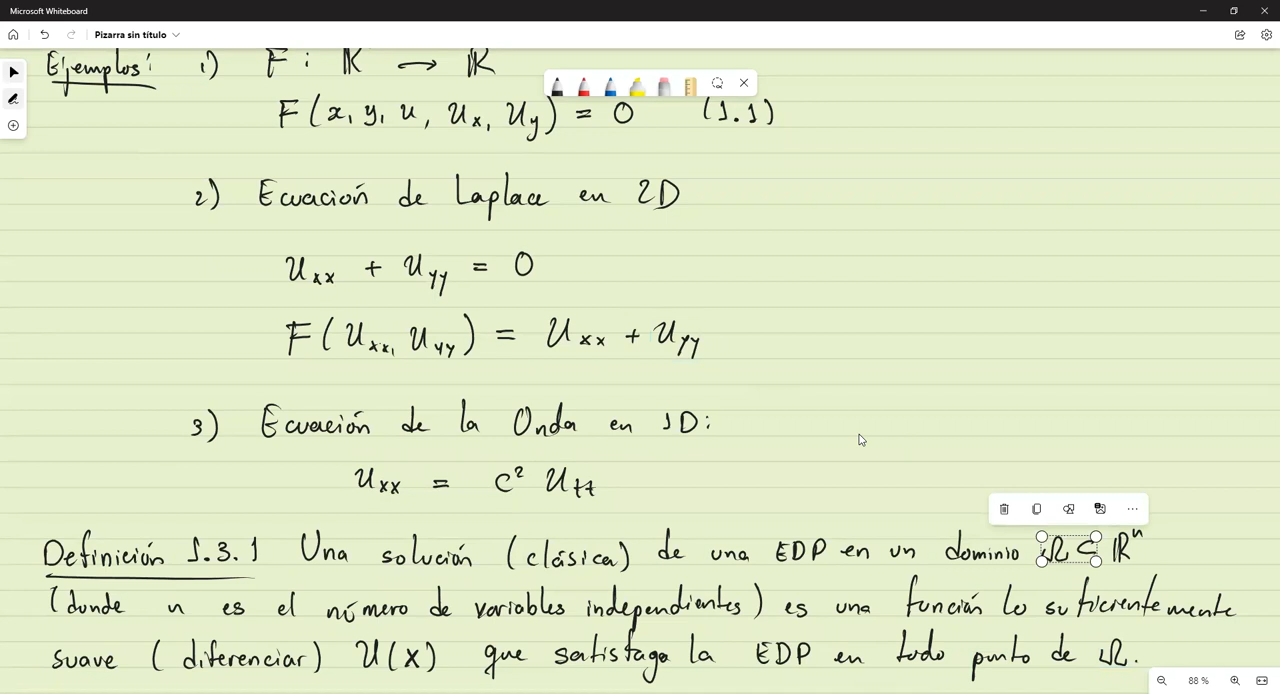 Microsoft Whiteboard
Pizarra sin título
Ejemplos: 1) F : ℝ → ℝ
F(x, y, u, Ux, Uy) = 0 (1.1)
2) Ecuación de Laplace en 2D
Uxx + Uyy = 0
F(Uxx, Uyy) = Uxx + Uyy
3) Ecuación de la Onda en 1D:
Uxx = C² Utt
Definición 1.3.1 Una solución (clásica) de una EDP en un dominio Ω ⊂ ℝⁿ
(donde n es el número de variables independientes) es una función lo suficientemente
suave (diferenciar) U(x) que satisfaga la EDP en todo punto de Ω.
88 %